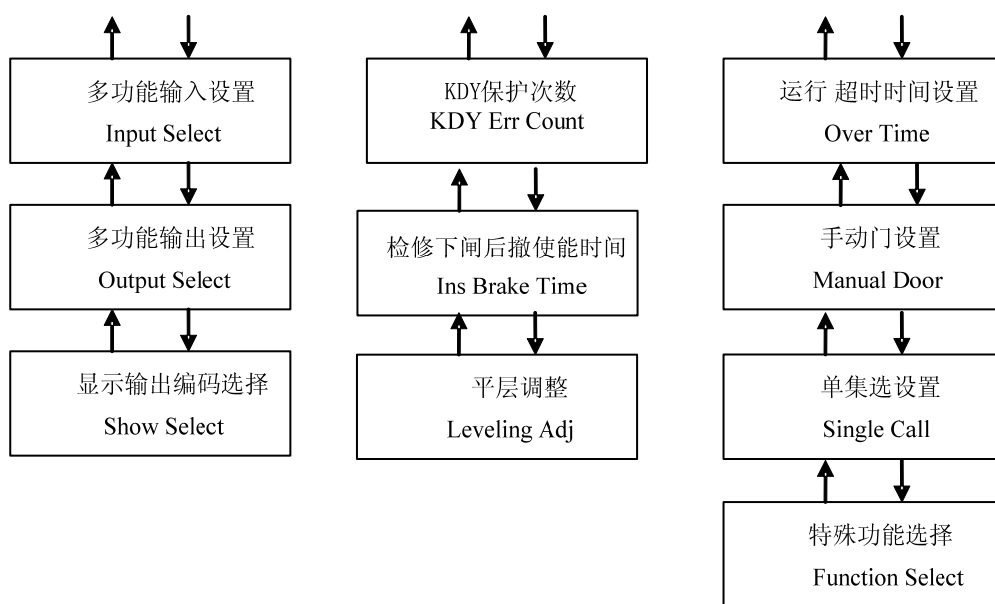 多功能输入设置
Input Select
多功能输出设置
Output Select
显示输出编码选择
Show Select
KDY保护次数
KDY Err Count
检修下闸后撤使能时间
Ins Brake Time
平层调整
Leveling Adj
运行 超时时间设置
Over Time
手动门设置
Manual Door
单集选设置
Single Call
特殊功能选择
Function Select